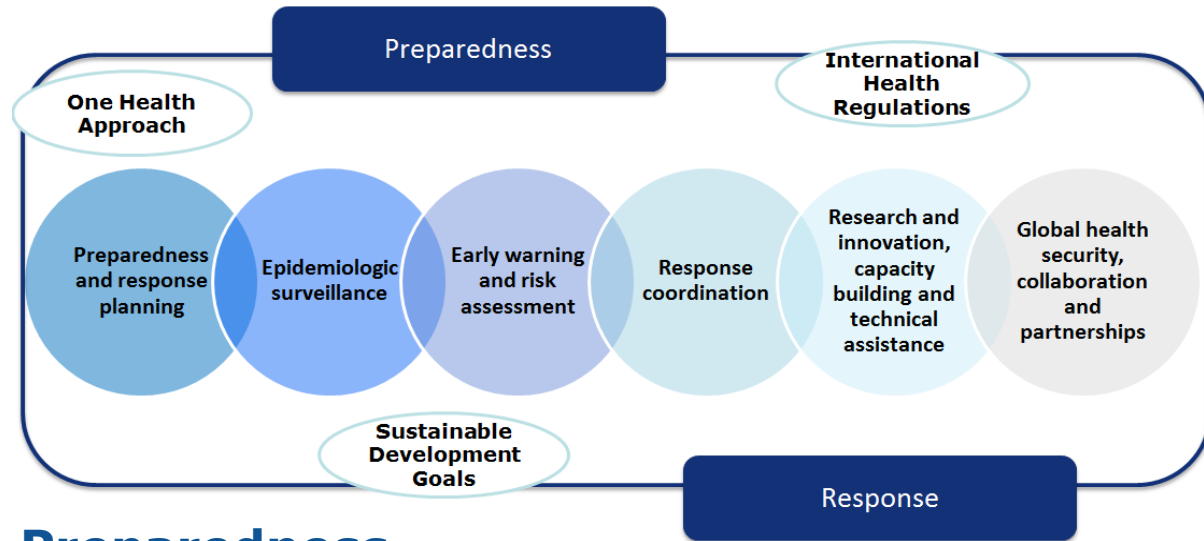 Preparedness
International
Health
Regulations
One Health
Approach
Preparedness
and response
planning
Epidemiologic
surveillance
Early warning
and risk
assessment
Response
coordination
Research and
innovation,
capacity
building and
technical
assistance
Global health
security,
collaboration
and
partnerships
Sustainable
Development
Goals
Response
Preparedness